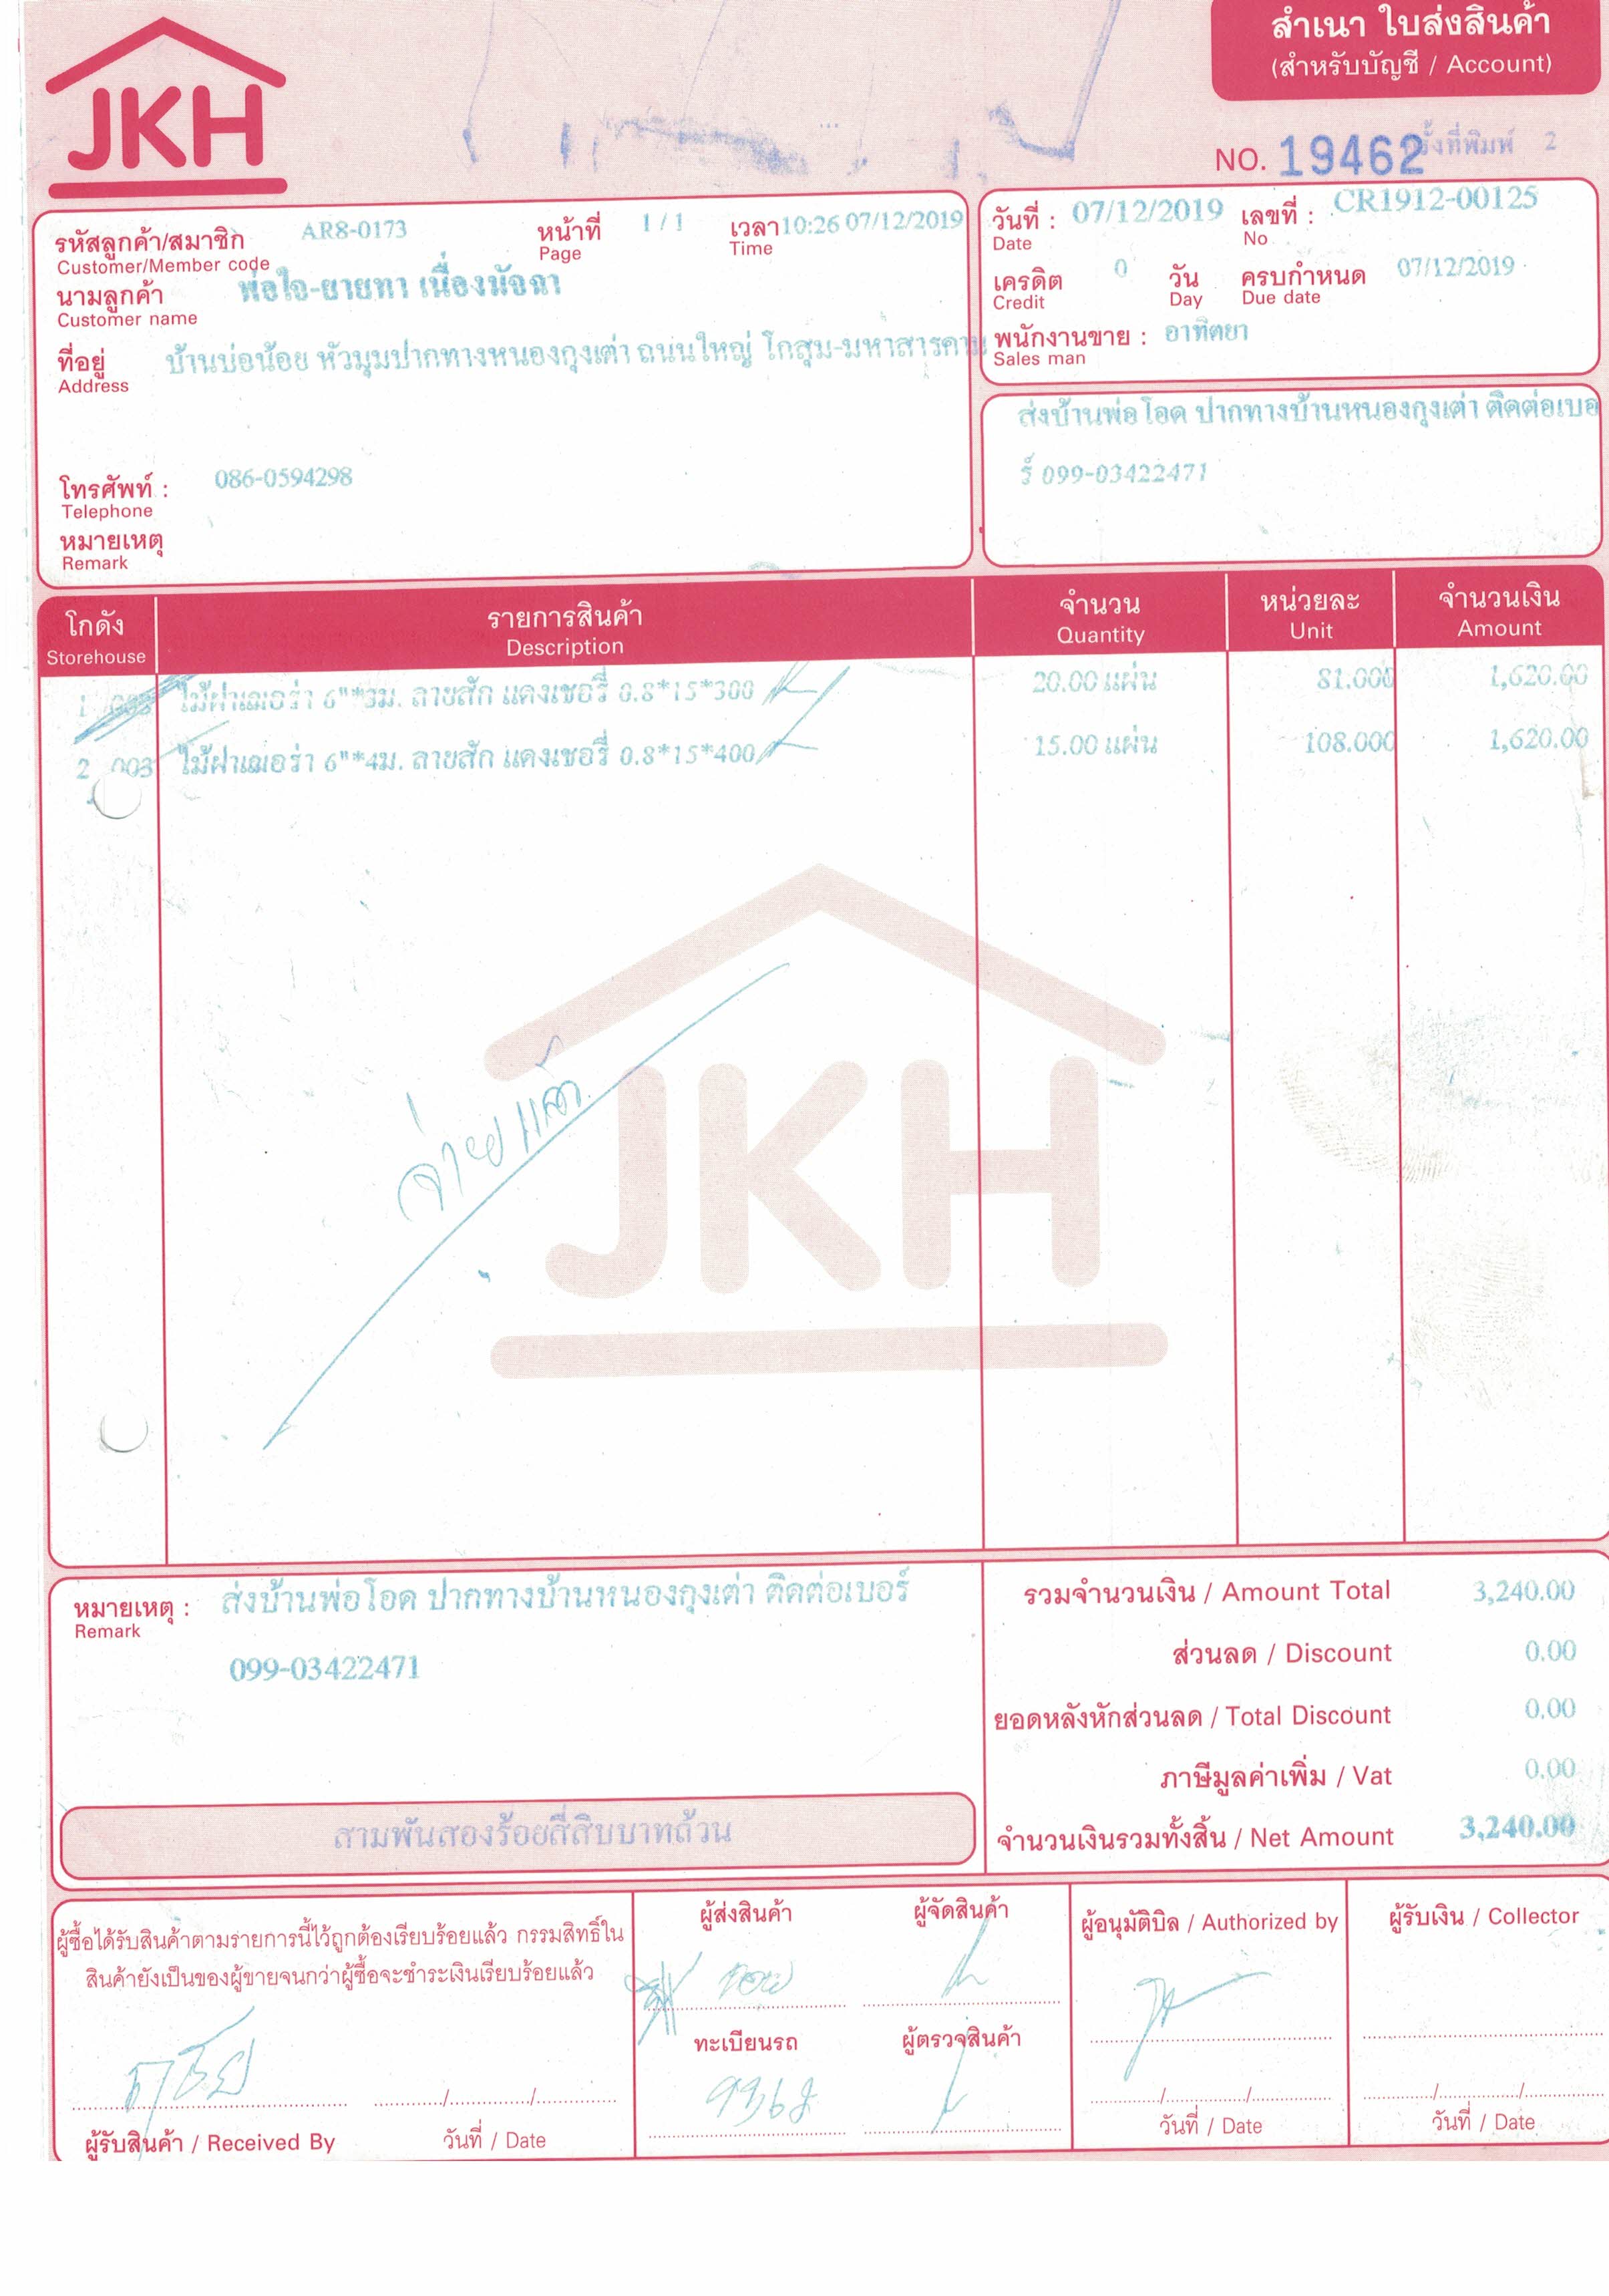 สำเนา ใบส่งสินค้า
(สำหรับบัญชี / Account)
JKH
NO. 19462 ครั้งที่พิมพ์ 2
รหัสลูกค้า/สมาชิก AR8-0173 หน้าที่ 1 / 1 เวลา 10:26 07/12/2019
Customer/Member code Page Time
นามลูกค้า พ่อใจ-ยายทา
Customer name
ที่อยู่ บ้านบ่อน้อย หัวมุมปากทางหนองกุงเต่า ถนนใหญ่ โกสุม-มหาสารคาม
Address
โทรศัพท์ : 086-0594298
Telephone
หมายเหตุ
Remark
วันที่ : 07/12/2019 เลขที่ : CR1912-00125
Date No
เครดิต 0 วัน ครบกำหนด 07/12/2019
Credit Day Due date
พนักงานขาย : อาทิตยา
Sales man
ส่งบ้านพ่อโอด ปากทางบ้านหนองกุงเต่า ติดต่อเบอ
ร์ 099-03422471
โกดัง รายการสินค้า จำนวน หน่วยละ จำนวนเงิน
Storehouse Description Quantity Unit Amount
1 003 ไม้ฝาเฌอร่า 6"*3ม. ลายสัก แดงเชอรี่ 0.8*15*300 20.00 แผ่น 81.000 1,620.00
2 003 ไม้ฝาเฌอร่า 6"*4ม. ลายสัก แดงเชอรี่ 0.8*15*400 15.00 แผ่น 108.000 1,620.00
JKH
จ่ายแล้ว
หมายเหตุ : ส่งบ้านพ่อโอด ปากทางบ้านหนองกุงเต่า ติดต่อเบอร์
Remark
099-03422471
รวมจำนวนเงิน / Amount Total 3,240.00
ส่วนลด / Discount 0.00
ยอดหลังหักส่วนลด / Total Discount 0.00
ภาษีมูลค่าเพิ่ม / Vat 0.00
สามพันสองร้อยสี่สิบบาทถ้วน
จำนวนเงินรวมทั้งสิ้น / Net Amount 3,240.00
ผู้ซื้อได้รับสินค้าตามรายการนี้ไว้ถูกต้องเรียบร้อยแล้ว กรรมสิทธิ์ใน
สินค้ายังเป็นของผู้ขายจนกว่าผู้ซื้อจะชำระเงินเรียบร้อยแล้ว
ผู้รับสินค้า / Received By วันที่ / Date
ผู้ส่งสินค้า ผู้จัดสินค้า
ทะเบียนรถ ผู้ตรวจสินค้า
ผู้อนุมัติบิล / Authorized by
วันที่ / Date
ผู้รับเงิน / Collector
วันที่ / Date